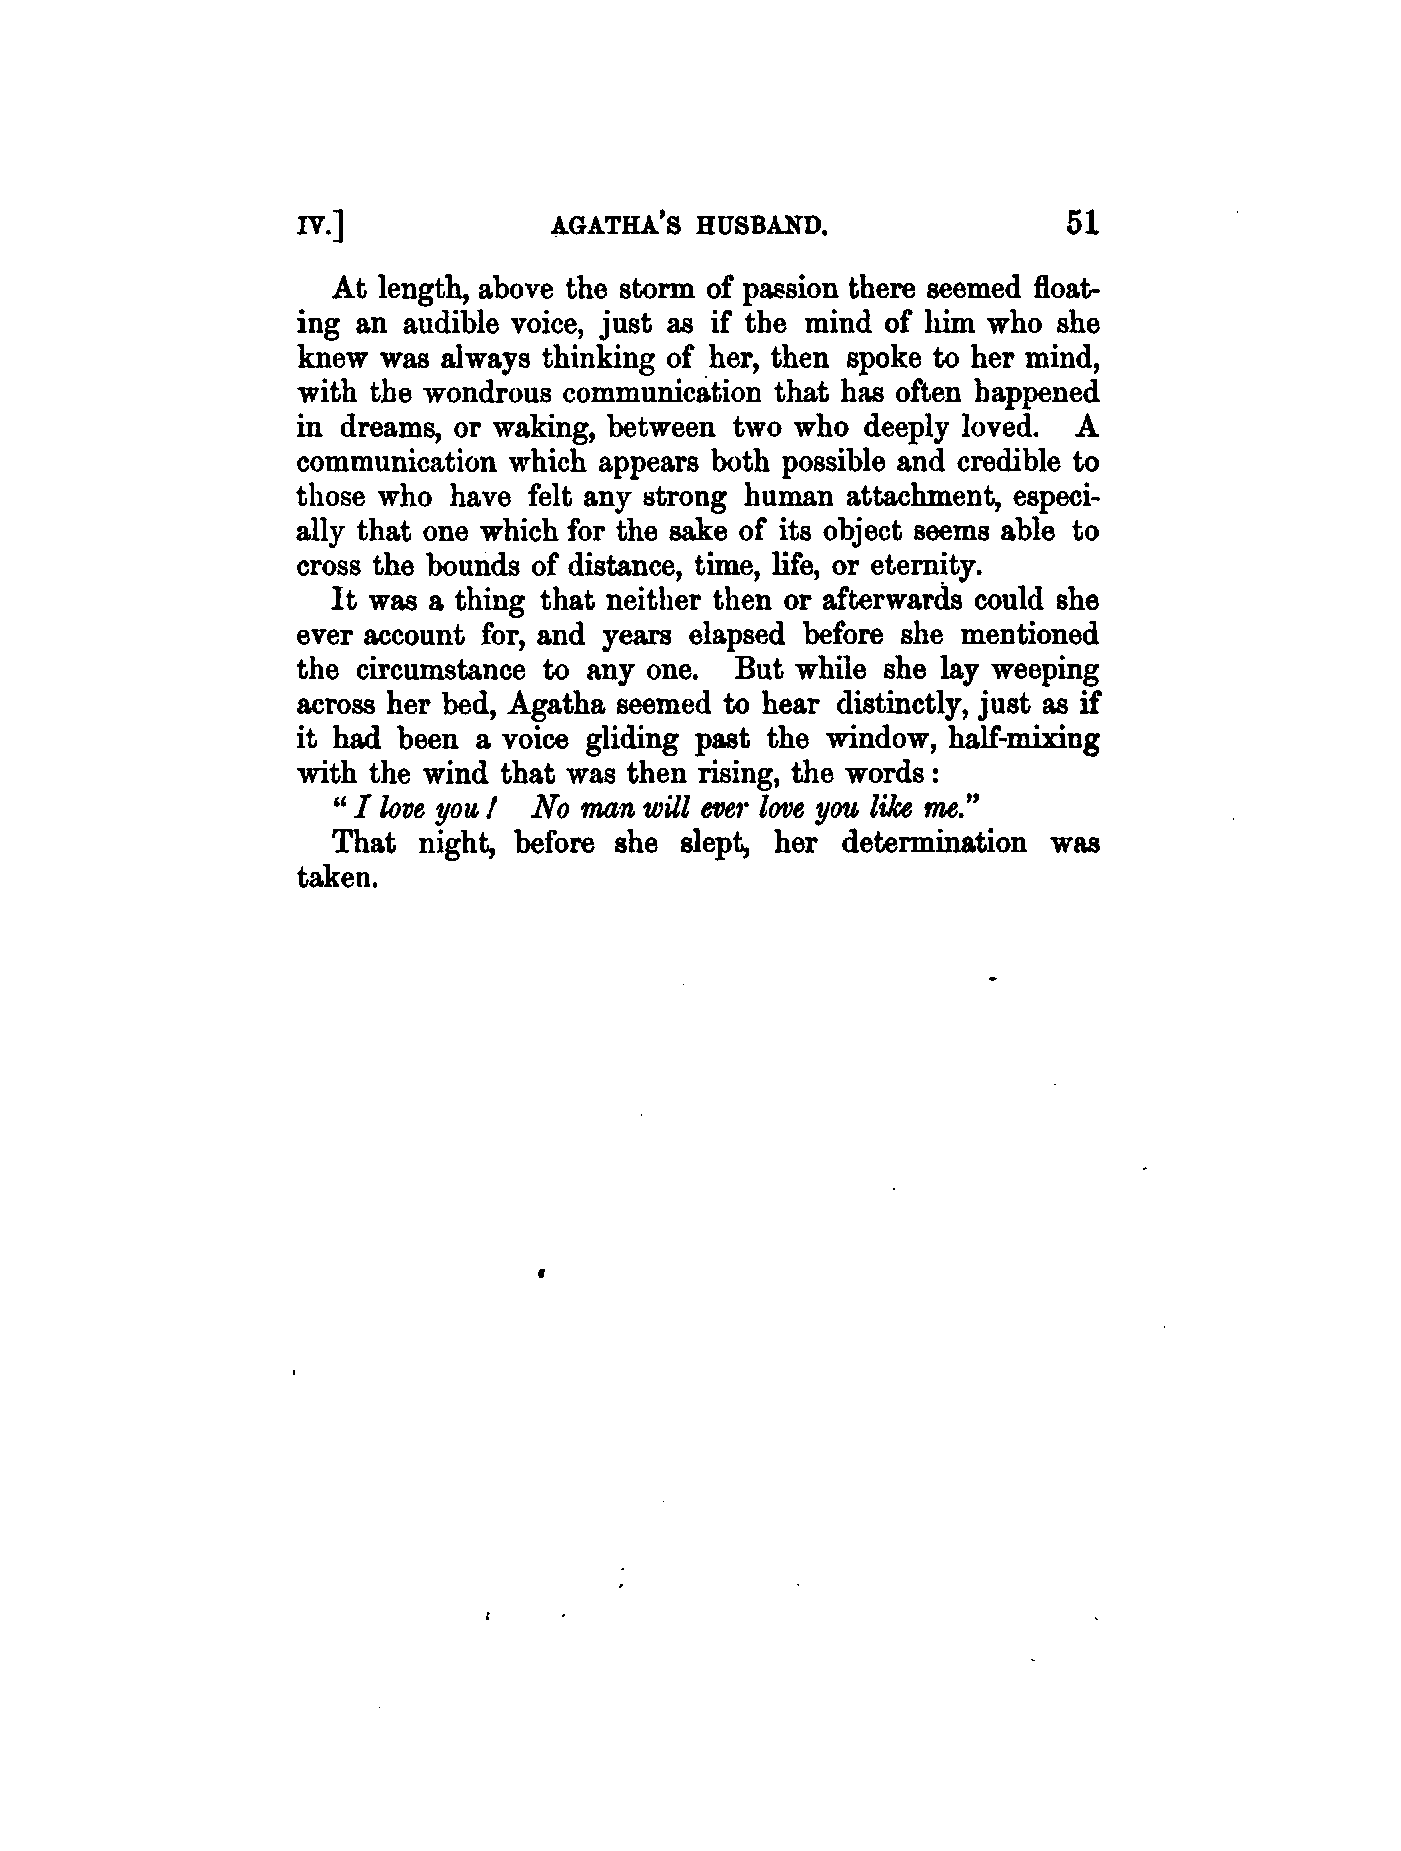 IV.] AGATHA'S HUSBAND. 51
At length, above the storm of passion there seemed float-
ing an audible voice, just as if the mind of him who she
knew was always thinking of her, then spoke to her mind,
with the wondrous communication that has often happened
in dreams, or waking, between two who deeply loved. A
communication which appears both possible and credible to
those who have felt any strong human attachment, especi-
ally that one which for the sake of its object seems able to
cross the bounds of distance, time, life, or eternity.
It was a thing that neither then or afterwards could she
ever account for, and years elapsed before she mentioned
the circumstance to any one. But while she lay weeping
across her bed, Agatha seemed to hear distinctly, just as if
it had been a voice gliding past the window, half-mixing
with the wind that was then rising, the words:
"I love you! No man will ever love you like me."
That night, before she slept, her determination was
taken.